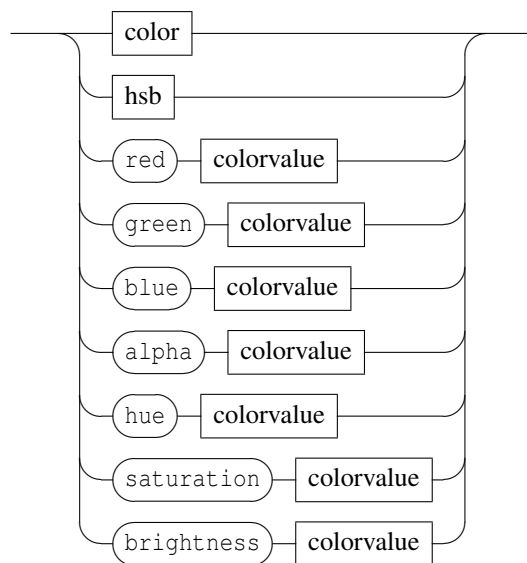 color
hsb
red colorvalue
green colorvalue
blue colorvalue
alpha colorvalue
hue colorvalue
saturation colorvalue
brightness colorvalue